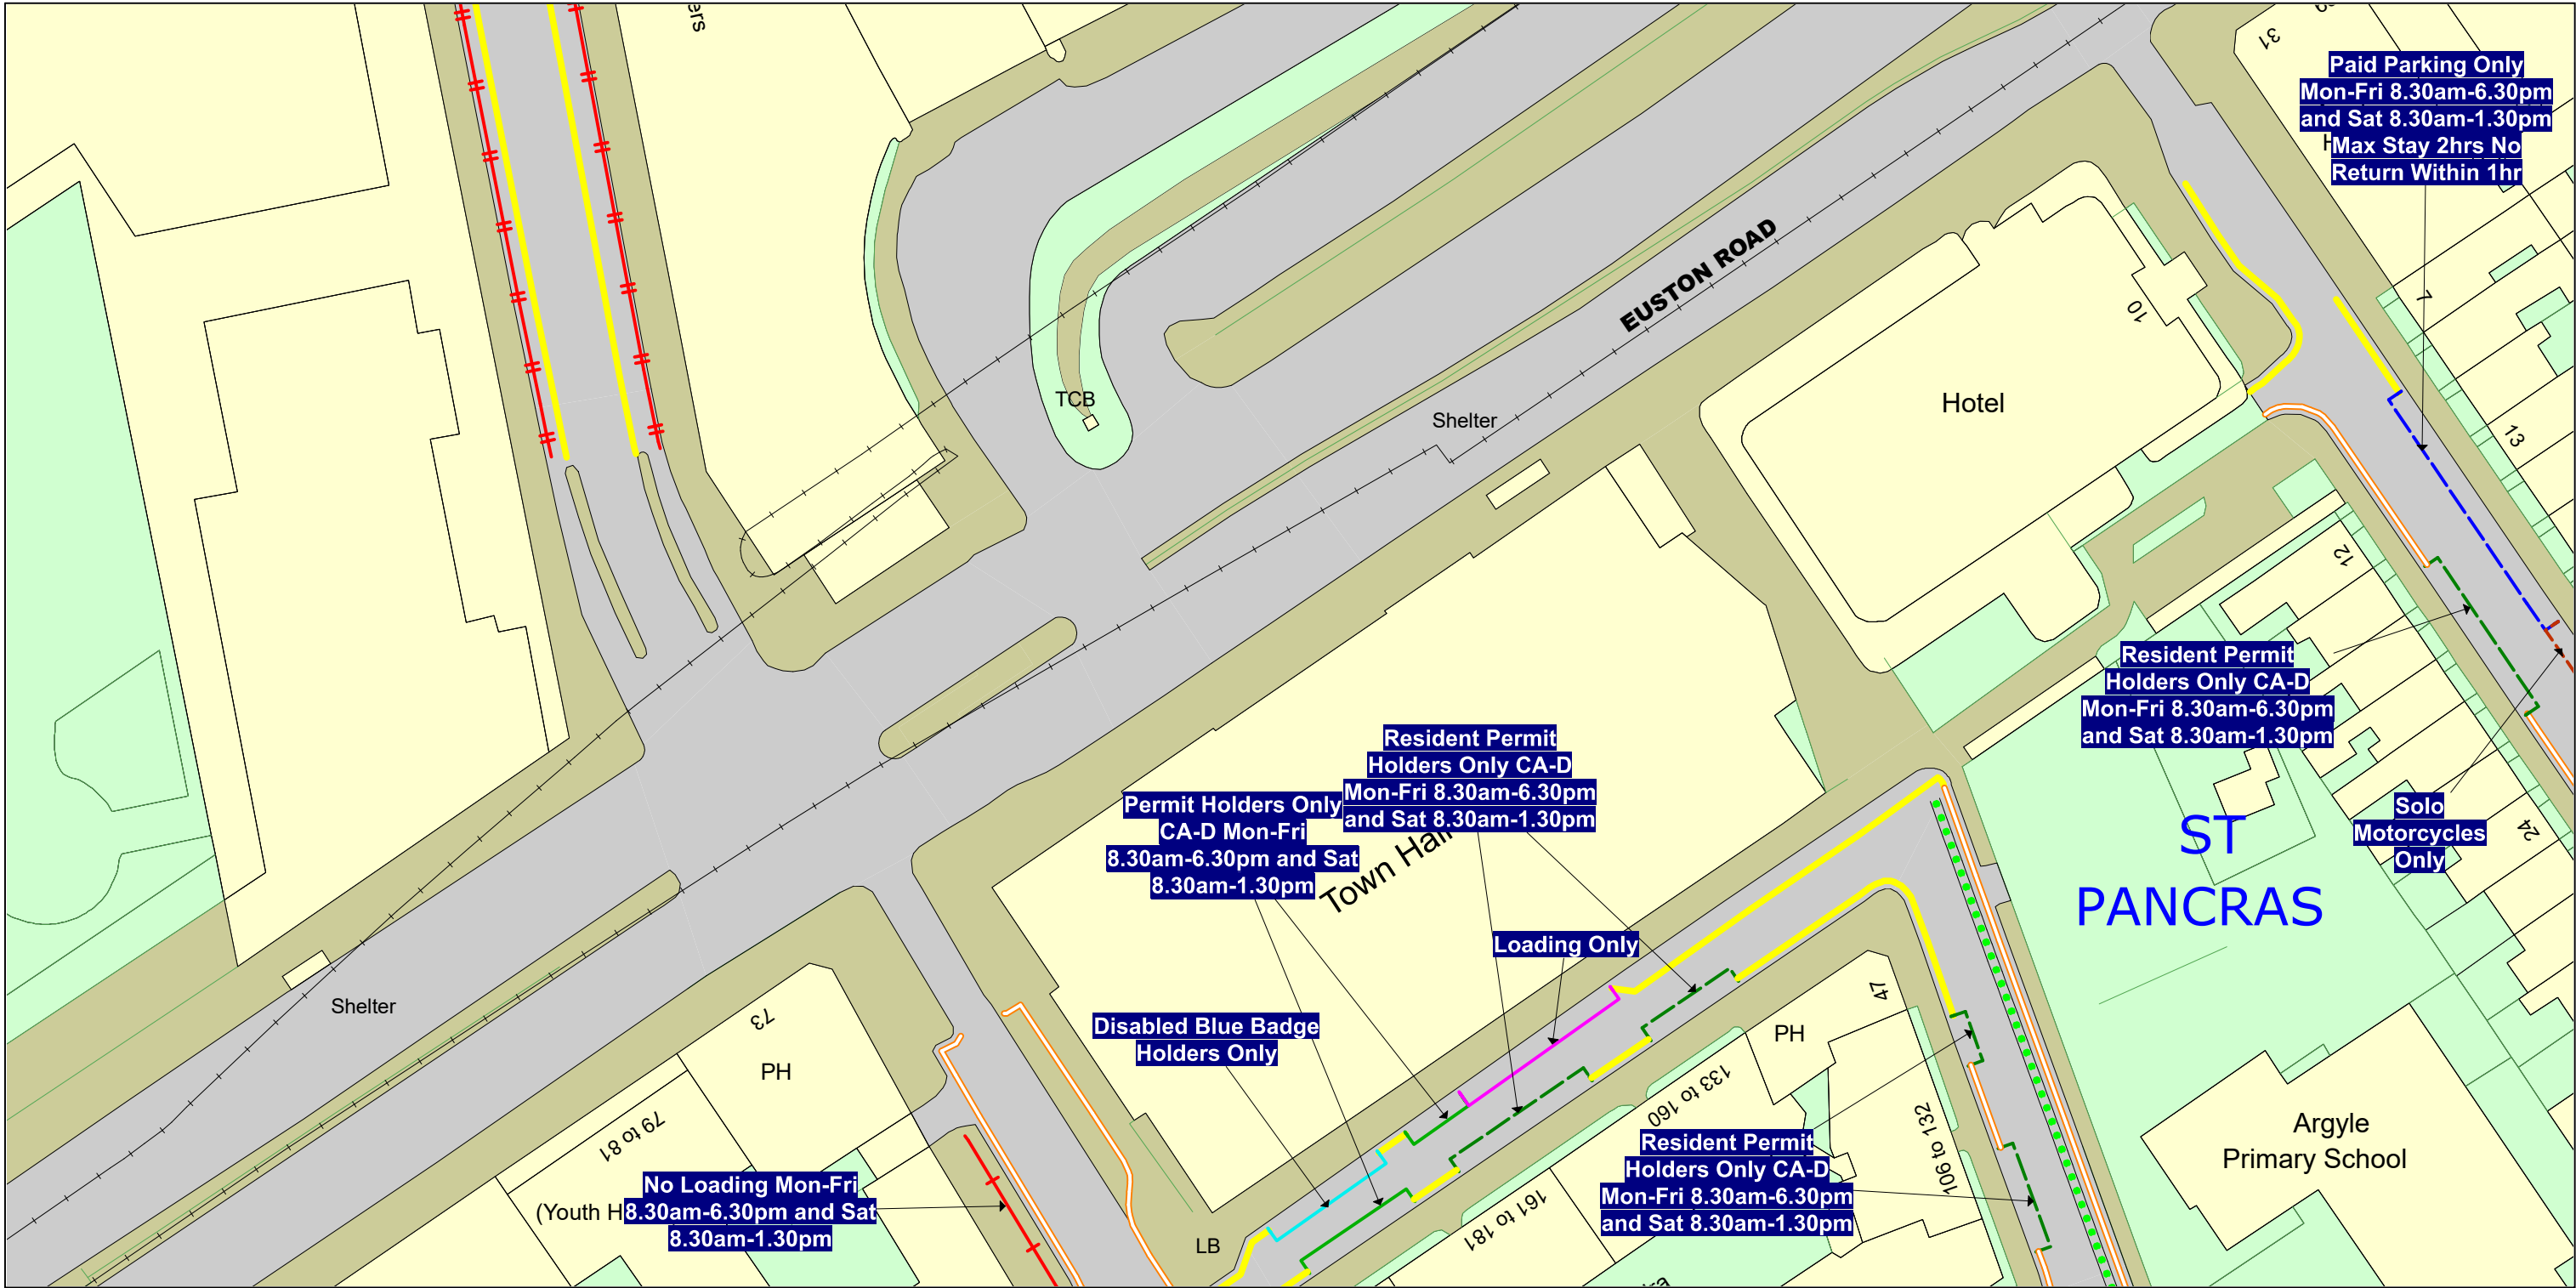 ers
31
Paid Parking Only
Mon-Fri 8.30am-6.30pm
and Sat 8.30am-1.30pm
Max Stay 2hrs No
Return Within 1hr
EUSTON ROAD
7
10
TCB
Shelter
Hotel
13
12
Resident Permit
Holders Only CA-D
Mon-Fri 8.30am-6.30pm
and Sat 8.30am-1.30pm
Resident Permit
Holders Only CA-D
Mon-Fri 8.30am-6.30pm
and Sat 8.30am-1.30pm
Permit Holders Only
CA-D Mon-Fri
8.30am-6.30pm and Sat
8.30am-1.30pm
Town Hall
Solo
Motorcycles
Only
24
ST
PANCRAS
Loading Only
Shelter
73
PH
Disabled Blue Badge
Holders Only
47
PH
133 to 160
79 to 81
106 to 132
Argyle
Primary School
Resident Permit
Holders Only CA-D
Mon-Fri 8.30am-6.30pm
and Sat 8.30am-1.30pm
(Youth H
No Loading Mon-Fri
8.30am-6.30pm and Sat
8.30am-1.30pm
161 to 181
LB